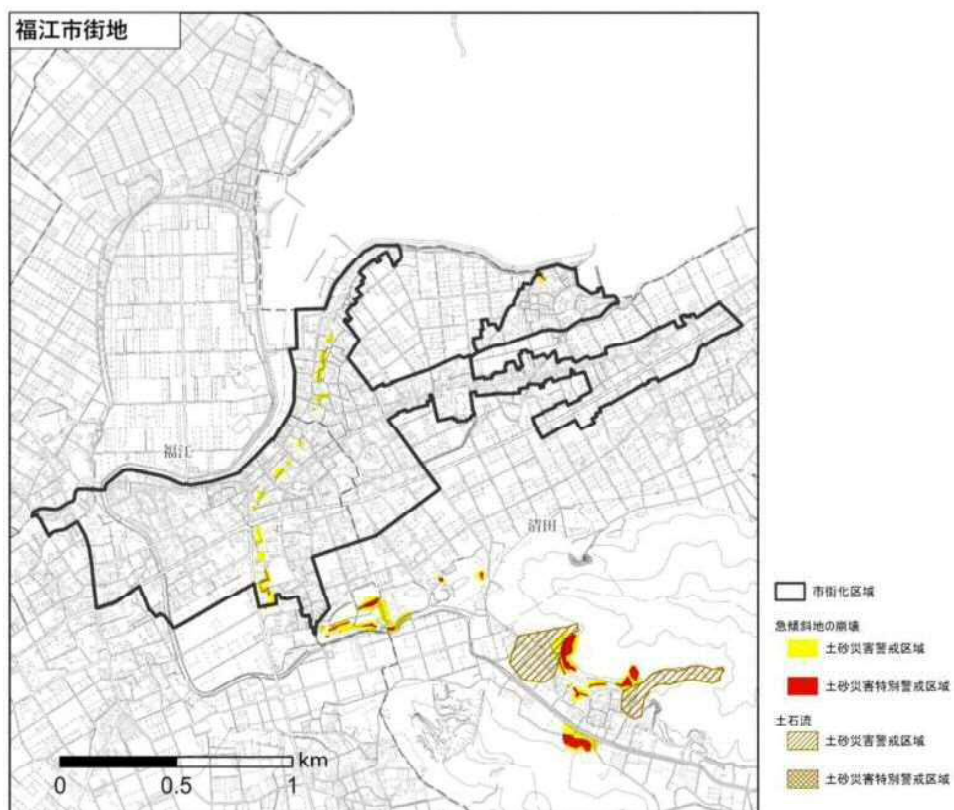 福江市街地
福江
清田
市街化区域
急傾斜地の崩壊
土砂災害警戒区域
土砂災害特別警戒区域
土石流
土砂災害警戒区域
土砂災害特別警戒区域
km
0 0.5 1